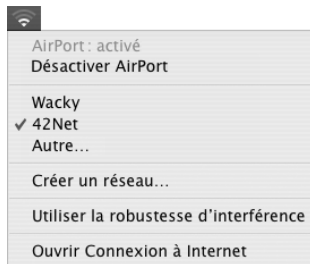 AirPort : activé
Désactiver AirPort
Wacky
✓ 42Net
Autre...
Créer un réseau...
Utiliser la robustesse d'interférence
Ouvrir Connexion à Internet